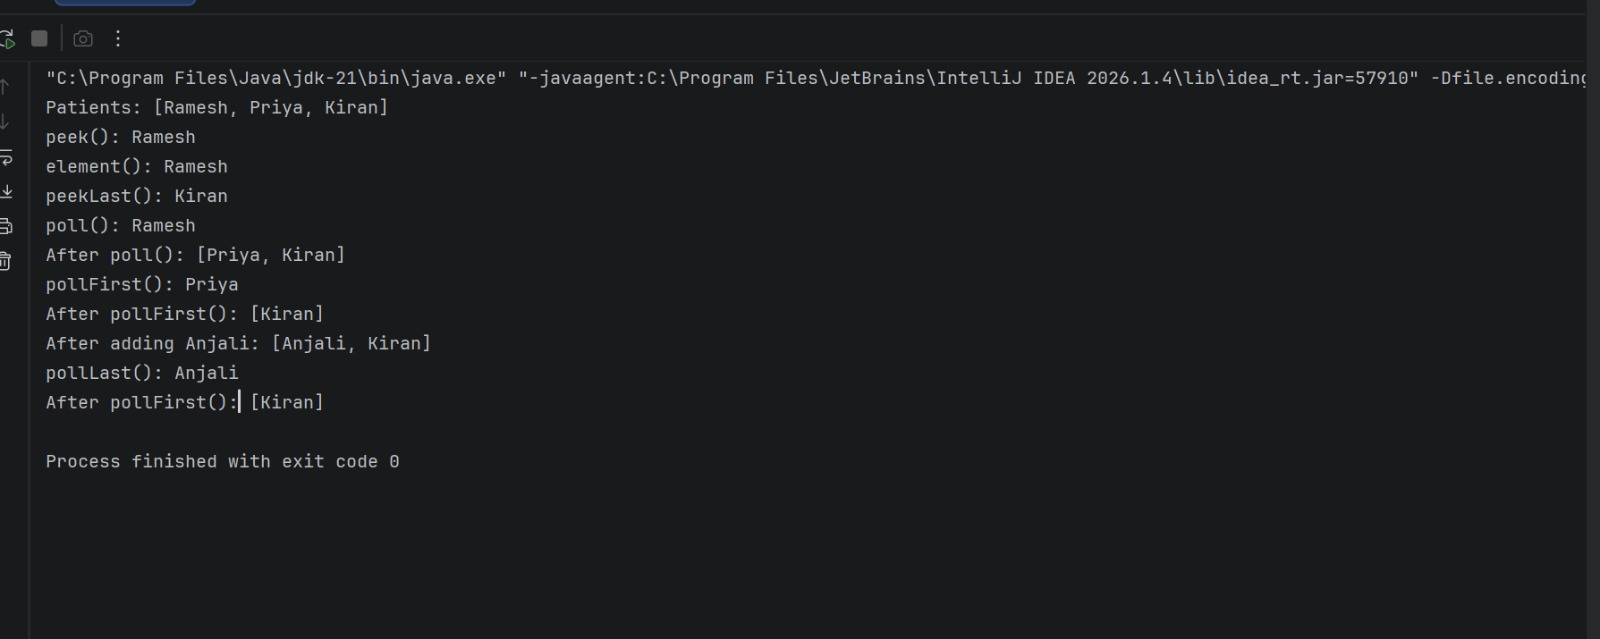 "C:\Program Files\Java\jdk-21\bin\java.exe" "-javaagent:C:\Program Files\JetBrains\IntelliJ IDEA 2026.1.4\lib\idea_rt.jar=57910" -Dfile.encoding
Patients: [Ramesh, Priya, Kiran]
peek(): Ramesh
element(): Ramesh
peekLast(): Kiran
poll(): Ramesh
After poll(): [Priya, Kiran]
pollFirst(): Priya
After pollFirst(): [Kiran]
After adding Anjali: [Anjali, Kiran]
pollLast(): Anjali
After pollFirst(): [Kiran]
Process finished with exit code 0